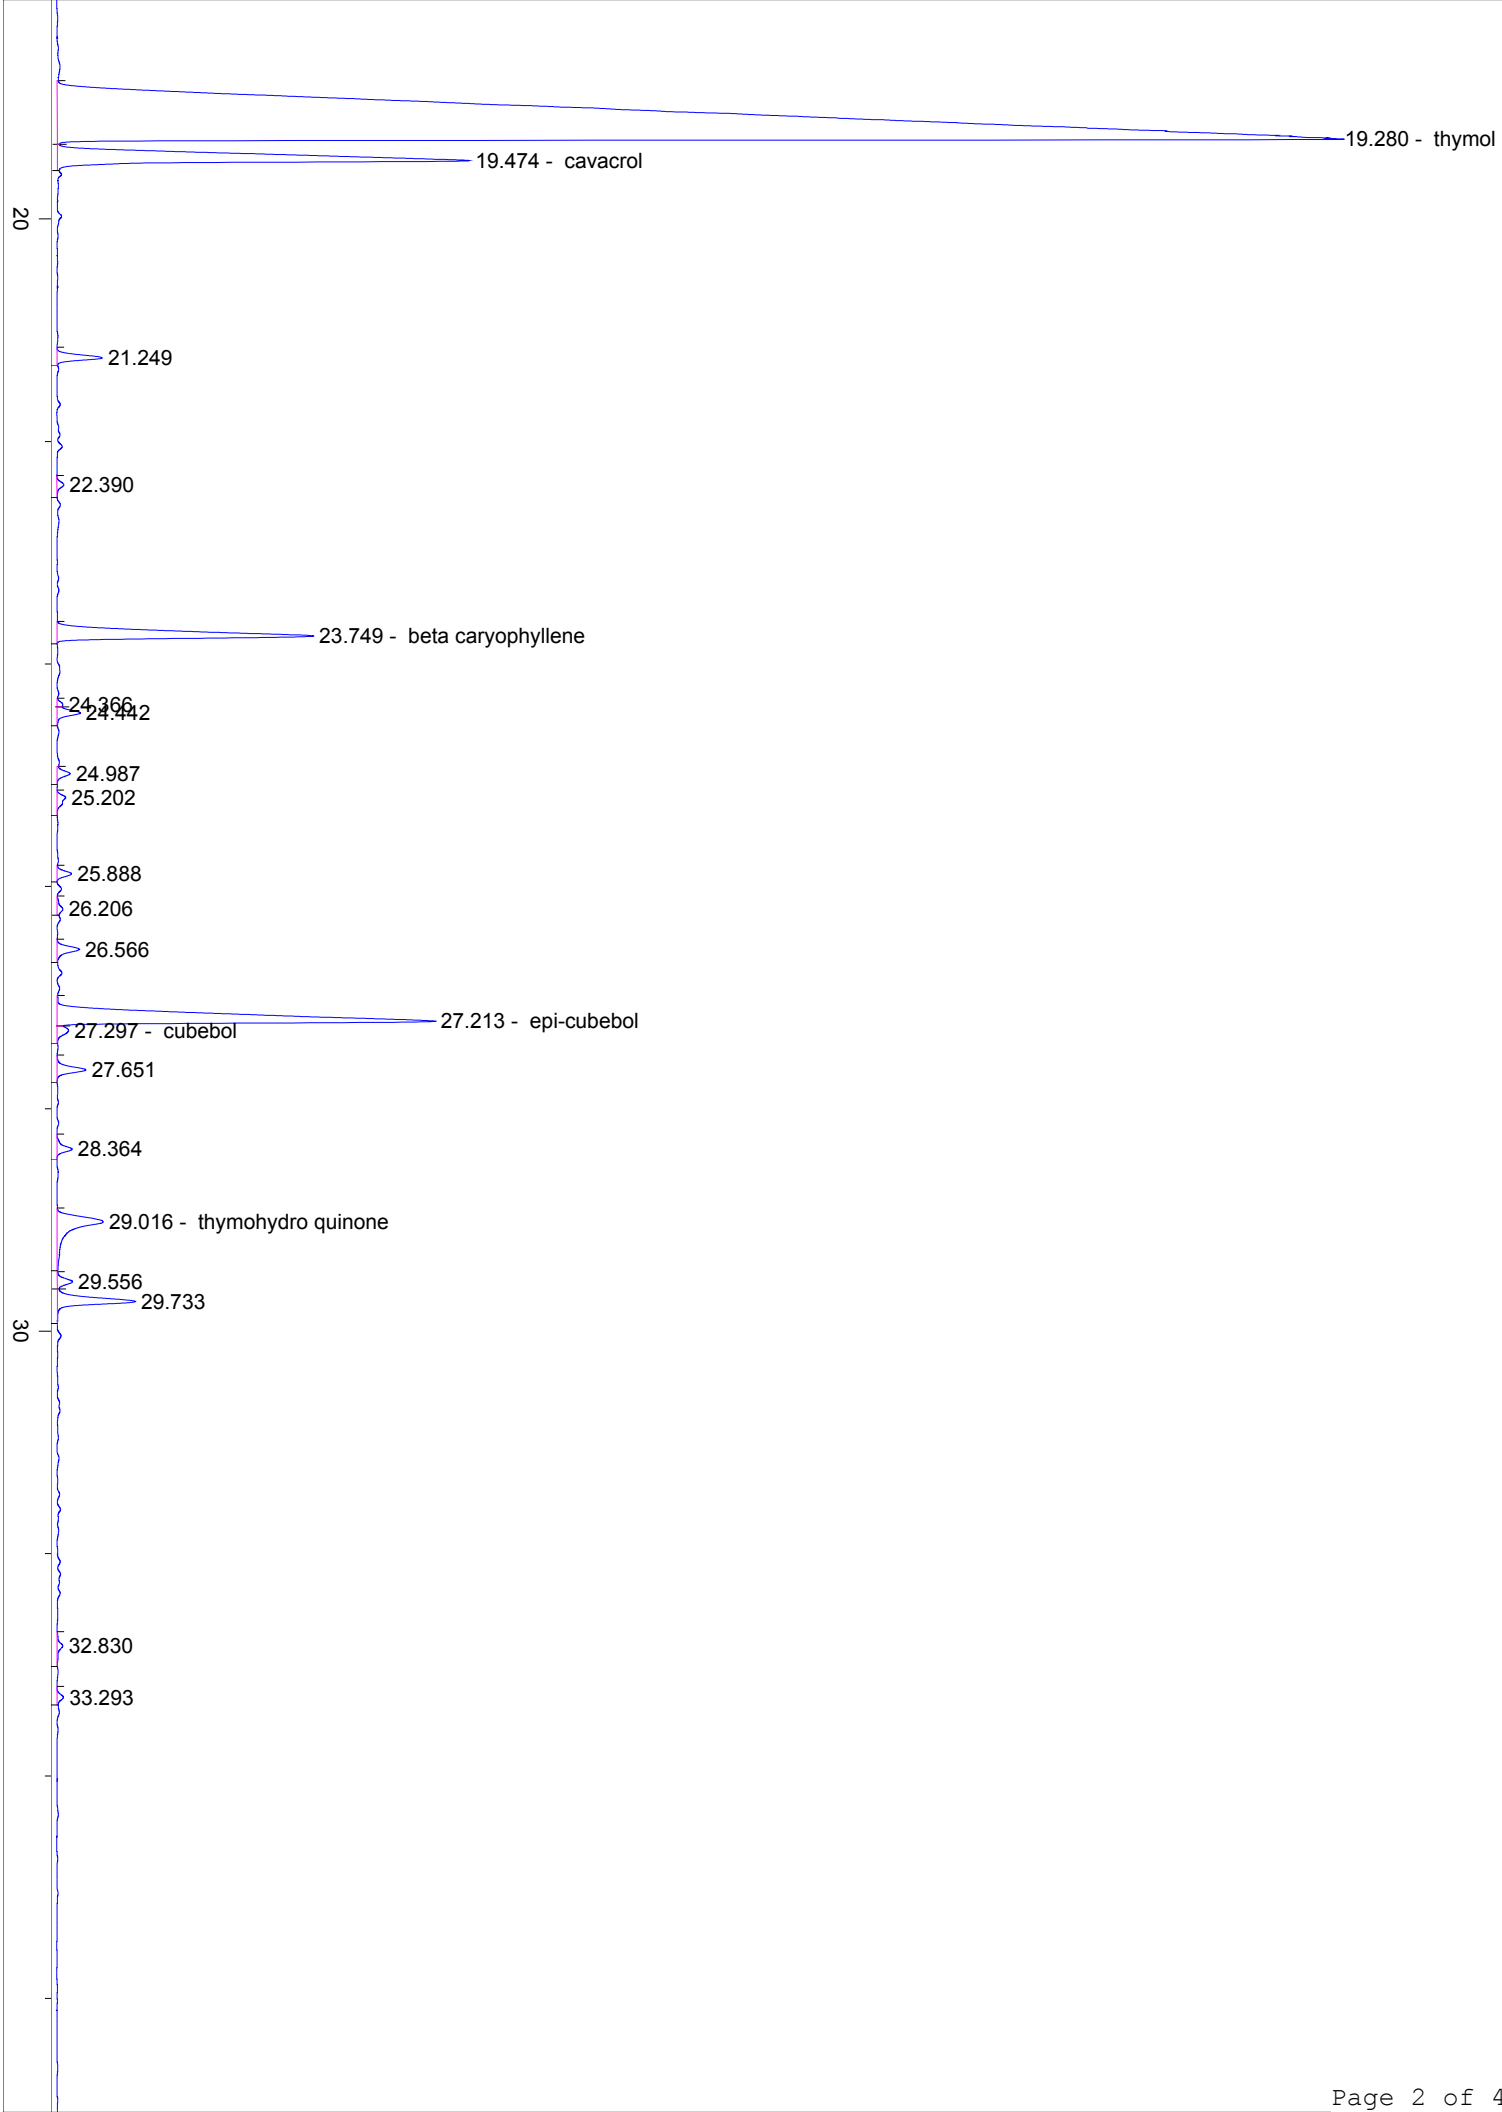 19.280 - thymol
19.474 - cavacrol
20
21.249
22.390
23.749 - beta caryophyllene
24.366
24.442
24.987
25.202
25.888
26.206
26.566
27.213 - epi-cubebol
27.297 - cubebol
27.651
28.364
29.016 - thymohydro quinone
29.556
29.733
30
32.830
33.293
Page 2 of 4